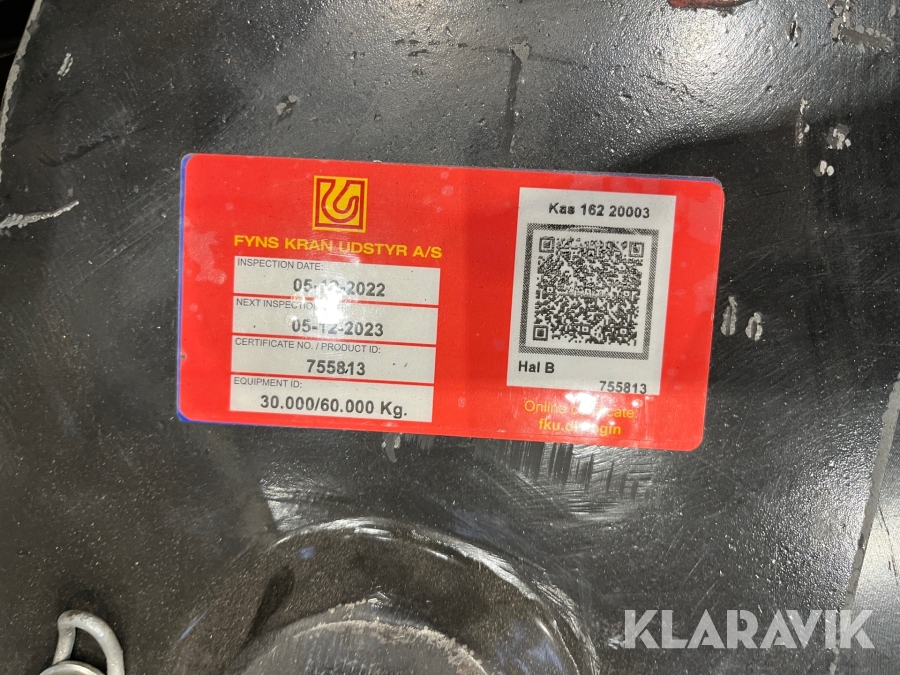 FYNS KRAN UDSTYR A/S
INSPECTION DATE:
05-12-2022
NEXT INSPECTION
05-12-2023
CERTIFICATE NO. / PRODUCT ID:
755813
EQUIPMENT ID:
30.000/60.000 Kg.
Kas 162 20003
Hal B
755813
Online
fku.dk/login
KLARAVIK